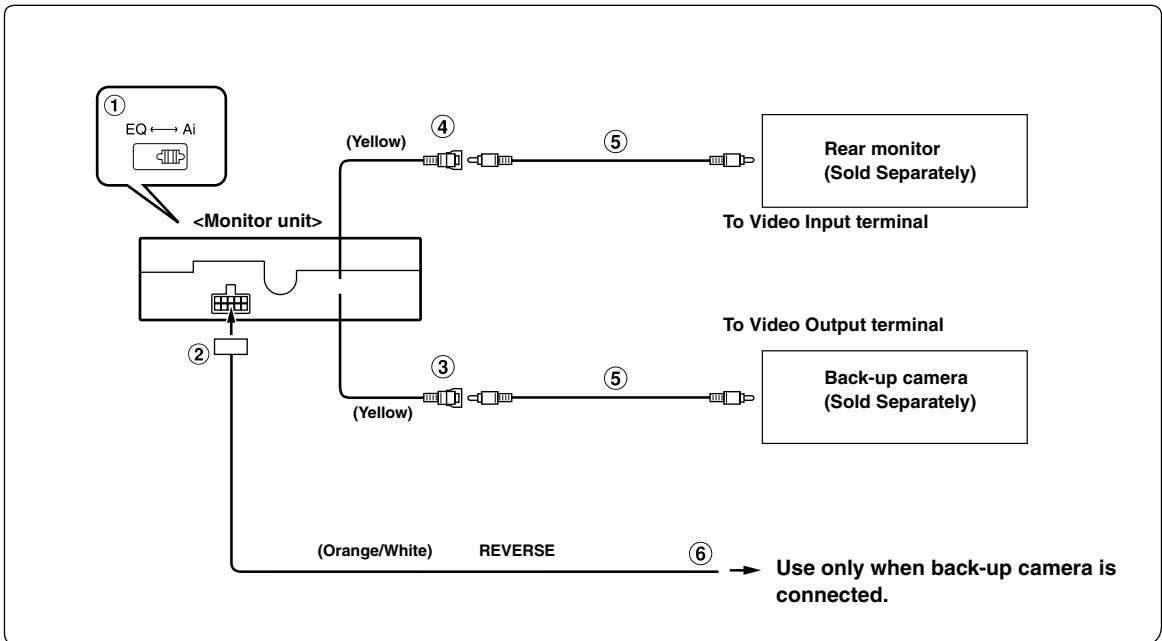 ①
EQ ⟷ Ai
<Monitor unit>
(Yellow)
④
⑤
Rear monitor
(Sold Separately)
To Video Input terminal
②
③
(Yellow)
⑤
To Video Output terminal
Back-up camera
(Sold Separately)
(Orange/White) REVERSE
⑥
Use only when back-up camera is
connected.